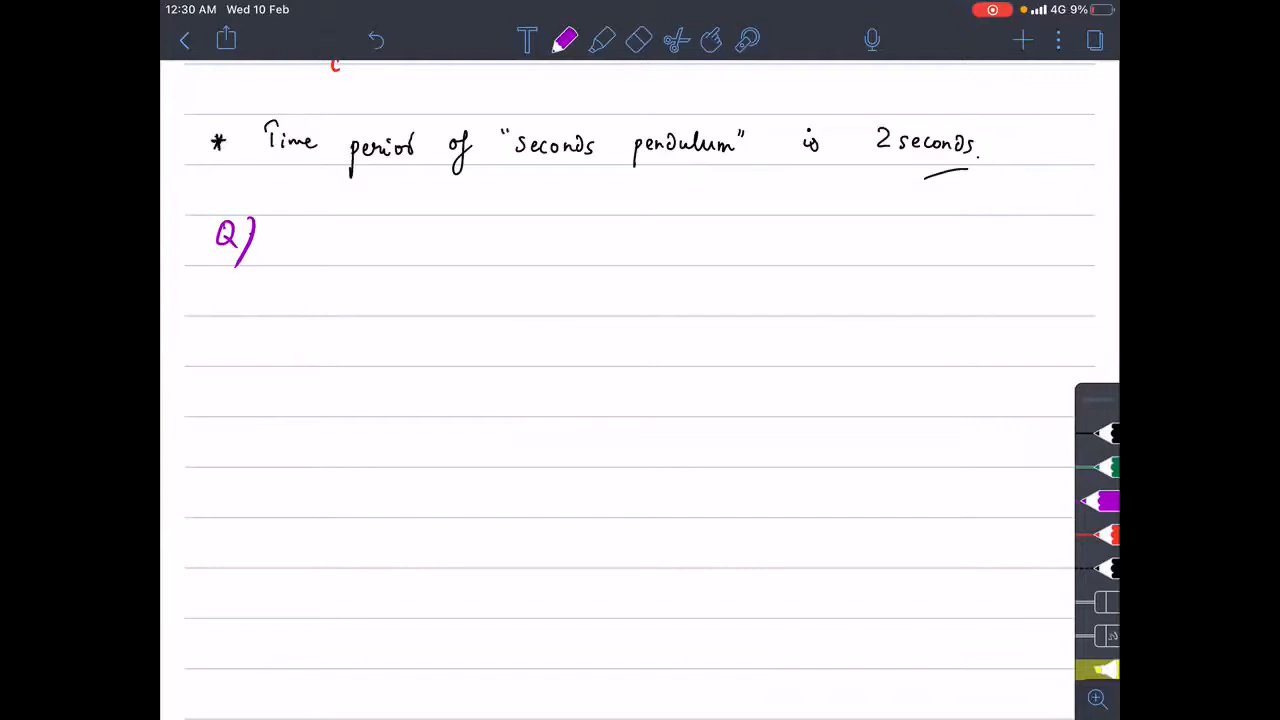 12:30 AM Wed 10 Feb
4G 9%
* Time period of "seconds pendulum" is 2 seconds.
Q)